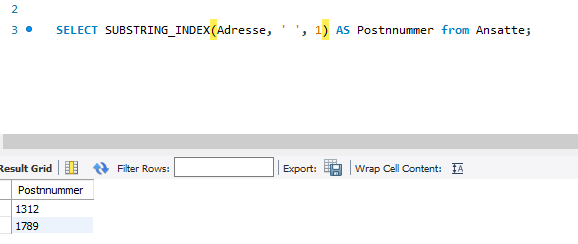 2
3 SELECT SUBSTRING_INDEX(Adresse, ' ', 1) AS Postnnummer from Ansatte;
Result Grid Filter Rows: Export: Wrap Cell Content:
Postnnummer
1312
1789